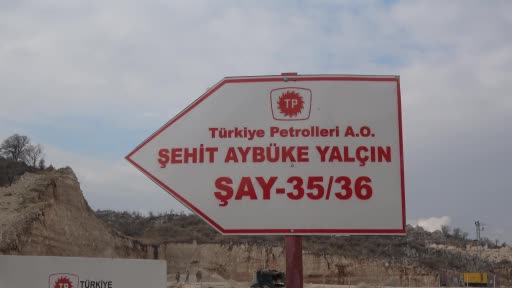 TP
Türkiye Petrolleri A.O.
ŞEHİT AYBÜKE YALÇIN
ŞAY-35/36
TP TÜRKİYE